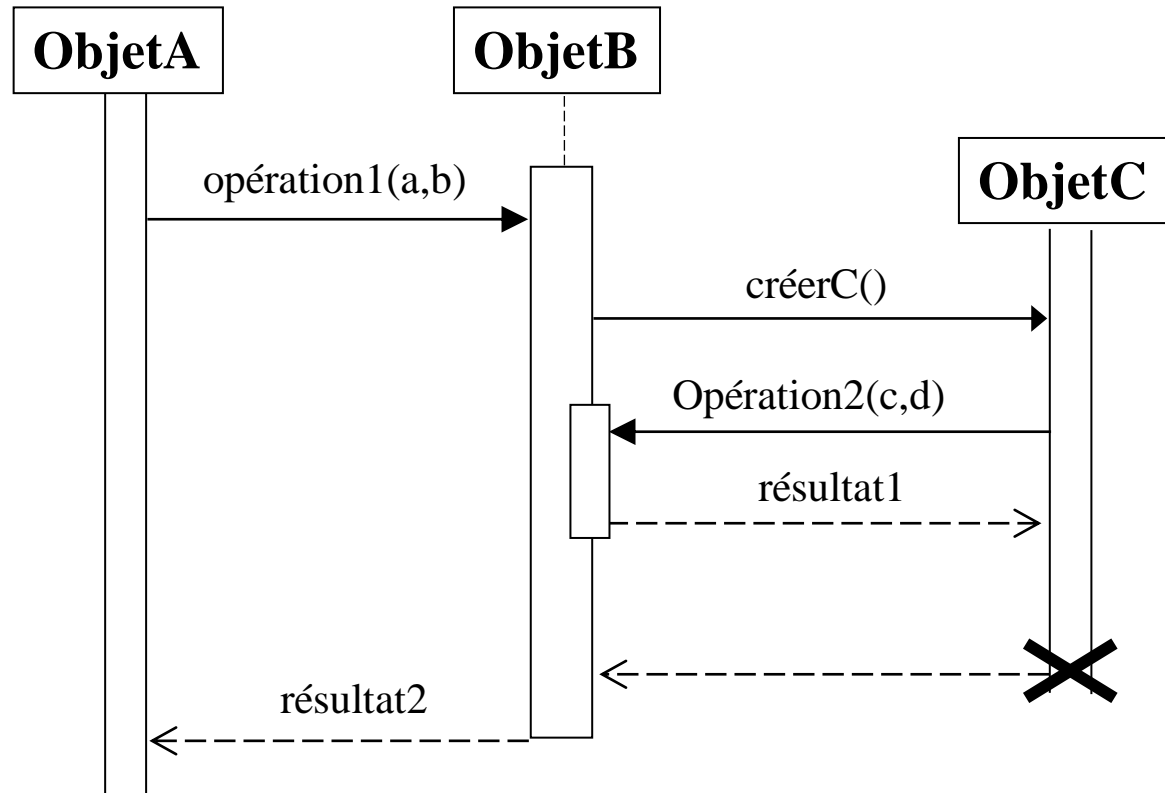 ObjetA
ObjetB
ObjetC
opération1(a,b)
créerC()
Opération2(c,d)
résultat1
résultat2